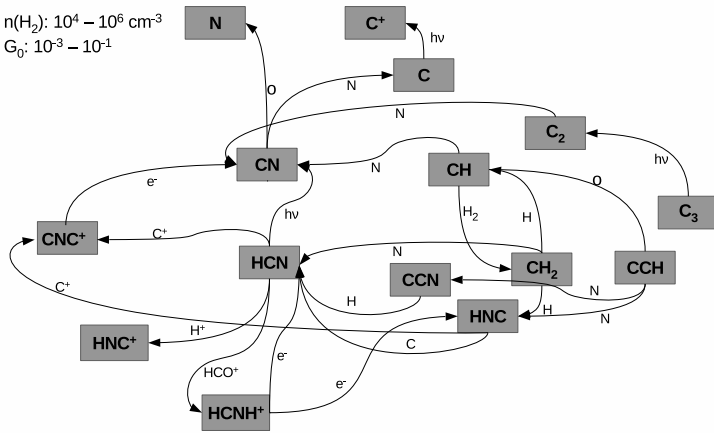 n(H₂): 10⁴ – 10⁶ cm⁻³
G₀: 10⁻³ – 10⁻¹
N
C⁺
hν
C
O
N
N
C₂
hν
CN
N
CH
O
e⁻
C₃
H₂
H
hν
CNC⁺
C⁺
N
HCN
CCN
CH₂
CCH
C⁺
H
N
H
N
HNC
H⁺
HNC⁺
C
e⁻
HCO⁺
e⁻
HCNH⁺